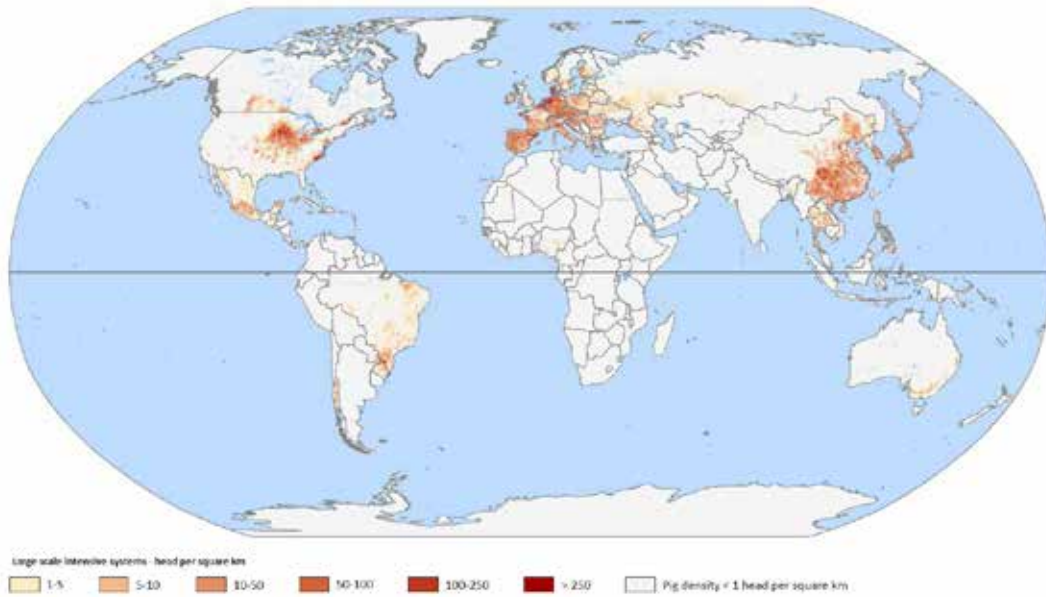 Large scale intensive systems - head per square km
1-5 5-10 10-50 50-100 100-250 > 250 Pig density < 1 head per square km